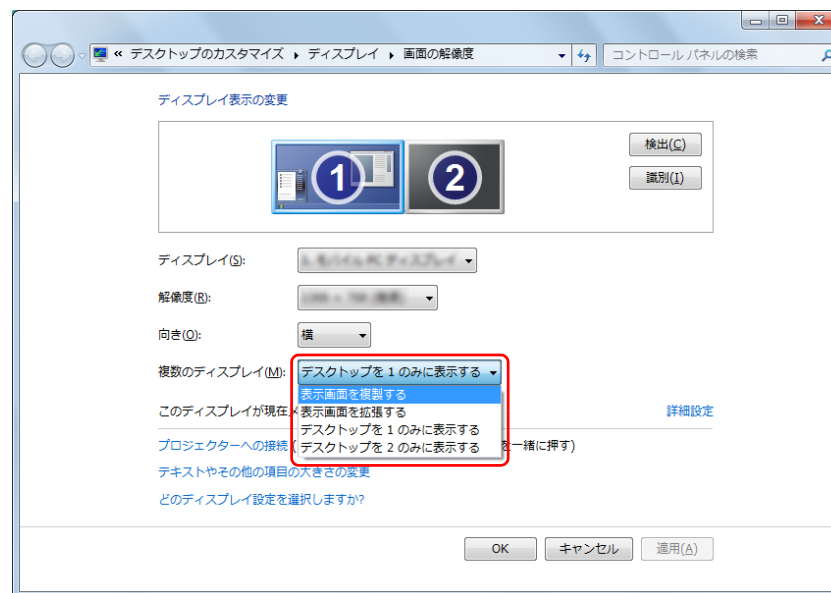 « デスクトップのカスタマイズ ▸ ディスプレイ ▸ 画面の解像度
コントロール パネルの検索
ディスプレイ表示の変更
1
2
検出(C)
識別(I)
ディスプレイ(S):
解像度(R):
向き(O): 横
複数のディスプレイ(M): デスクトップを 1 のみに表示する
表示画面を複製する
このディスプレイが現在 表示画面を拡張する
詳細設定
デスクトップを 1 のみに表示する
プロジェクターへの接続 ( デスクトップを 2 のみに表示する を一緒に押す)
テキストやその他の項目の大きさの変更
どのディスプレイ設定を選択しますか?
OK
キャンセル
適用(A)